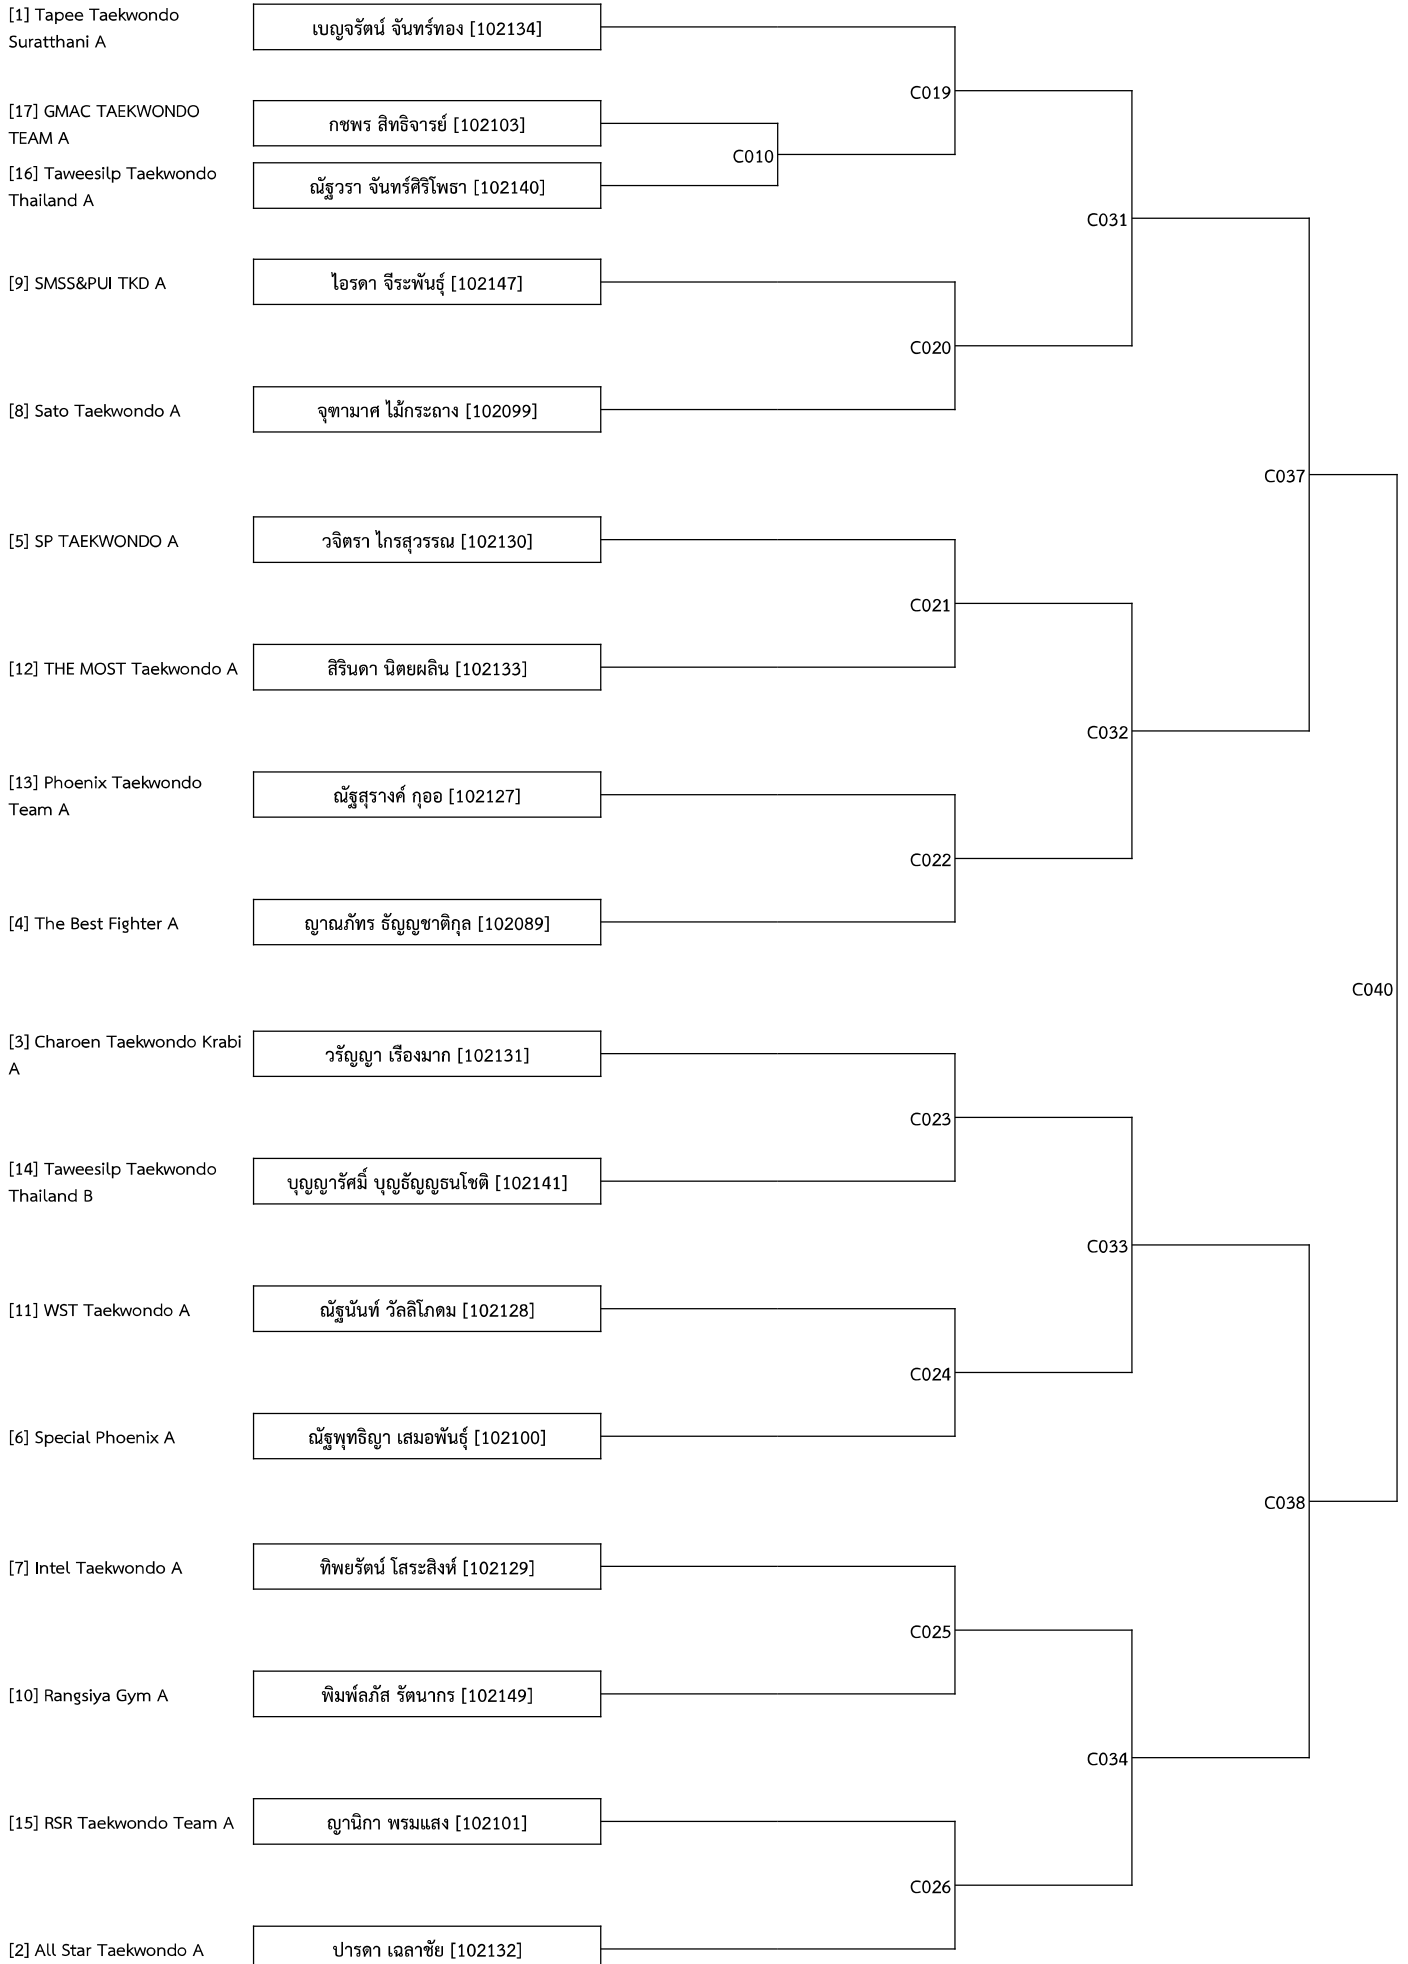 [1] Tapee Taekwondo
Suratthani A
เบญจรัตน์ จันทร์ทอง [102134]
C019
[17] GMAC TAEKWONDO
TEAM A
กชพร สิทธิจารย์ [102103]
C010
[16] Taweesilp Taekwondo
Thailand A
ณัฐวรา จันทร์ศิริโพธา [102140]
C031
[9] SMSS&PUI TKD A
ไอรดา จีระพันธุ์ [102147]
C020
[8] Sato Taekwondo A
จุฑามาศ ไม้กระถาง [102099]
C037
[5] SP TAEKWONDO A
วจิตรา ไกรสุวรรณ [102130]
C021
[12] THE MOST Taekwondo A
สิรินดา นิตยผลิน [102133]
C032
[13] Phoenix Taekwondo
Team A
ณัฐสุรางค์ กุออ [102127]
C022
[4] The Best Fighter A
ญาณภัทร ธัญญชาติกุล [102089]
C040
[3] Charoen Taekwondo Krabi
A
วรัญญา เรืองมาก [102131]
C023
[14] Taweesilp Taekwondo
Thailand B
บุญญารัศมิ์ บุญธัญญธนโชติ [102141]
C033
[11] WST Taekwondo A
ณัฐนันท์ วัลลิโภดม [102128]
C024
[6] Special Phoenix A
ณัฐพุทธิญา เสมอพันธุ์ [102100]
C038
[7] Intel Taekwondo A
ทิพยรัตน์ โสระสิงห์ [102129]
C025
[10] Rangsiya Gym A
พิมพ์ลภัส รัตนากร [102149]
C034
[15] RSR Taekwondo Team A
ญานิกา พรมแสง [102101]
C026
[2] All Star Taekwondo A
ปารดา เฉลาชัย [102132]